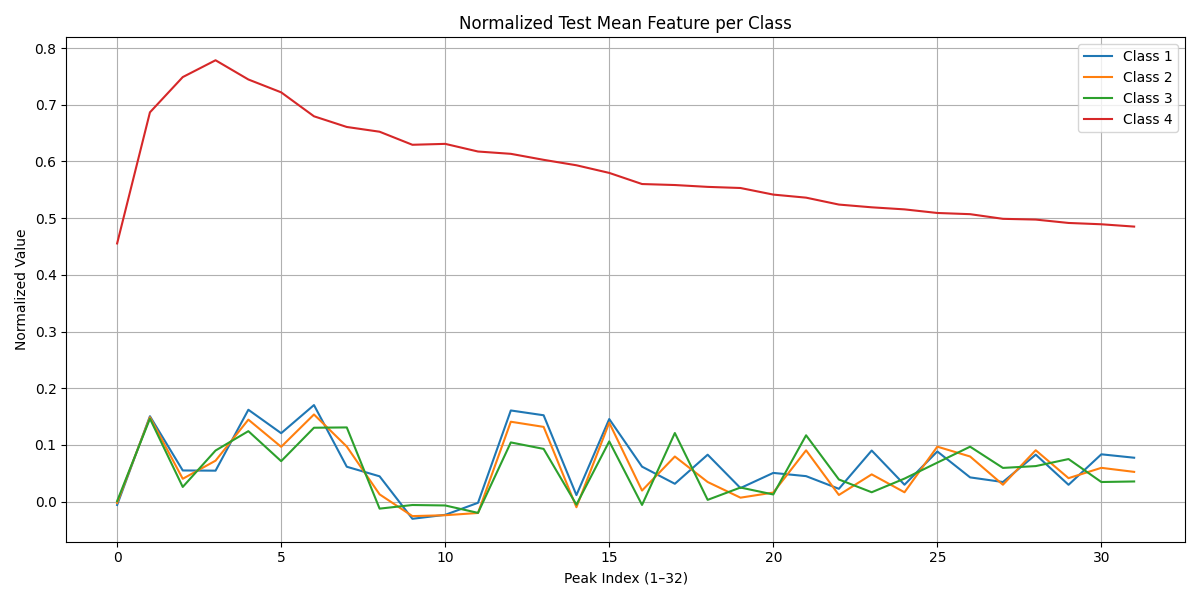 Normalized Test Mean Feature per Class
Class 1
Class 2
Class 3
Class 4
Normalized Value
0.8
0.7
0.6
0.5
0.4
0.3
0.2
0.1
0.0
0 5 10 15 20 25 30
Peak Index (1–32)